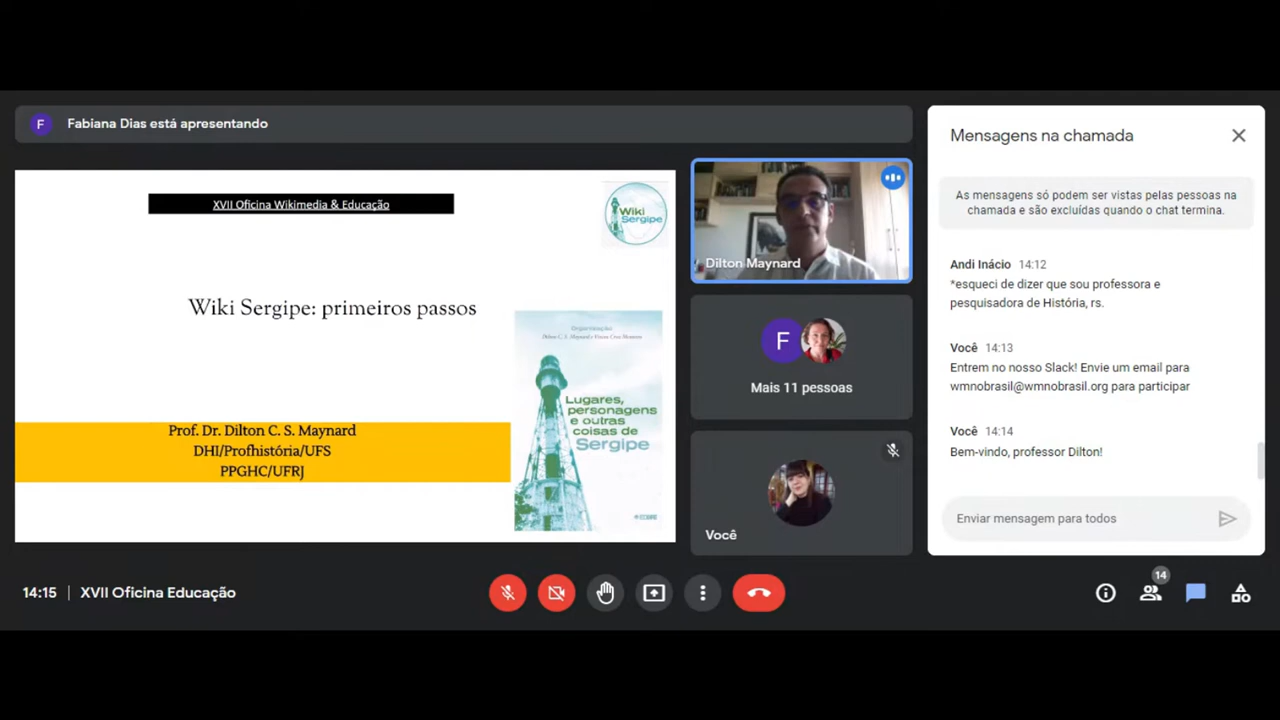 F
Fabiana Dias está apresentando
XVII Oficina Wikimedia & Educação
Wiki
Sergipe
Wiki Sergipe: primeiros passos
Organização
Dilton C. S. Maynard e
Lugares,
personagens
e outras
coisas de
Sergipe
Prof. Dr. Dilton C. S. Maynard
DHI/Profhistória/UFS
PPGHC/UFRJ
Dilton Maynard
F
Mais 11 pessoas
Você
Mensagens na chamada
As mensagens só podem ser vistas pelas pessoas na
chamada e são excluídas quando o chat termina.
Andi Inácio 14:12
*esqueci de dizer que sou professora e
pesquisadora de História, rs.
Você 14:13
Entrem no nosso Slack! Envie um email para
wmnobrasil@wmnobrasil.org para participar
Você 14:14
Bem-vindo, professor Dilton!
Enviar mensagem para todos
14:15 | XVII Oficina Educação
14